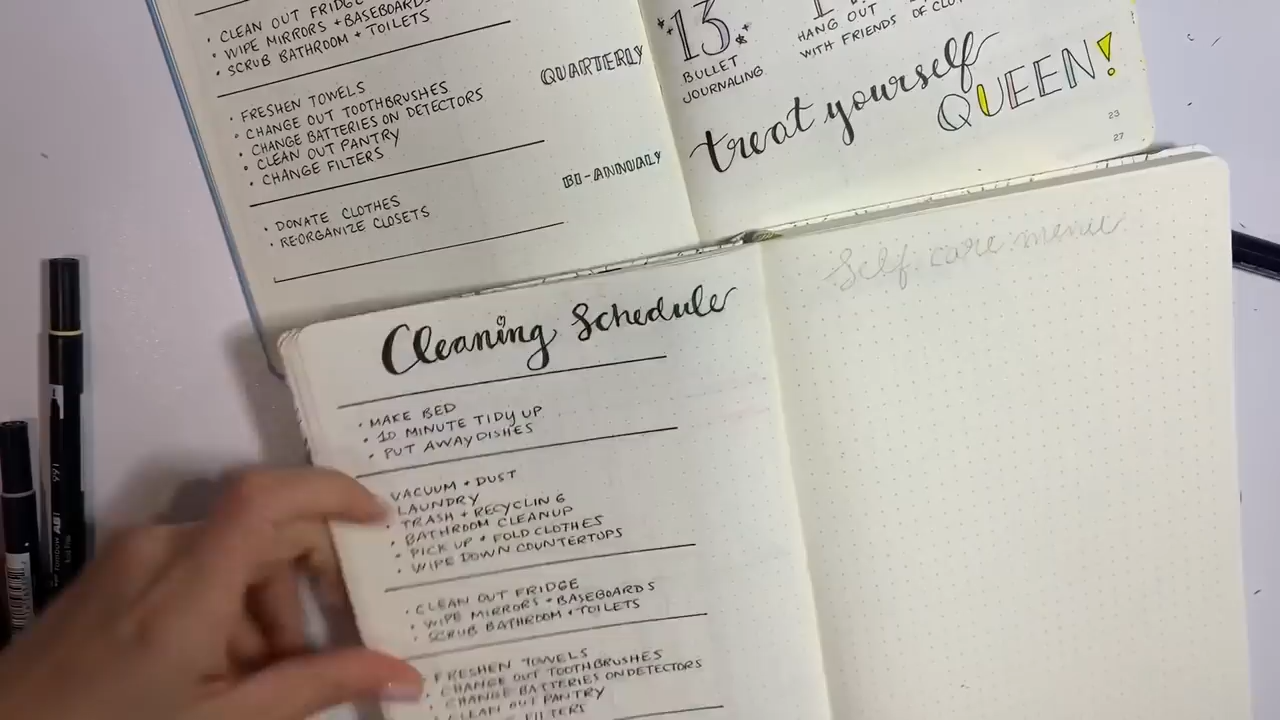 • CLEAN OUT FRIDGE
• WIPE MIRRORS + BASEBOARDS
• SCRUB BATHROOM + TOILETS
QUARTERLY
• FRESHEN TOWELS
• CHANGE OUT TOOTHBRUSHES
• CHANGE BATTERIES ON DETECTORS
• CLEAN OUT PANTRY
• CHANGE FILTERS
BI-ANNUALY
• DONATE CLOTHES
• REORGANIZE CLOSETS
13
BULLET
JOURNALING
HANG OUT
WITH FRIENDS
treat yourself
QUEEN!
23
27
Cleaning Schedule
• MAKE BED
• 10 MINUTE TIDY UP
• PUT AWAY DISHES
VACUUM + DUST
LAUNDRY
• TRASH + RECYCLING
• BATHROOM CLEANUP
• PICK UP + FOLD CLOTHES
• WIPE DOWN COUNTERTOPS
• CLEAN OUT FRIDGE
• WIPE MIRRORS + BASEBOARDS
• SCRUB BATHROOM + TOILETS
FRESHEN TOWELS
• CHANGE OUT TOOTHBRUSHES
CHANGE BATTERIES ON DETECTORS
CLEAN OUT PANTRY
FILTERS
Self care menu
991